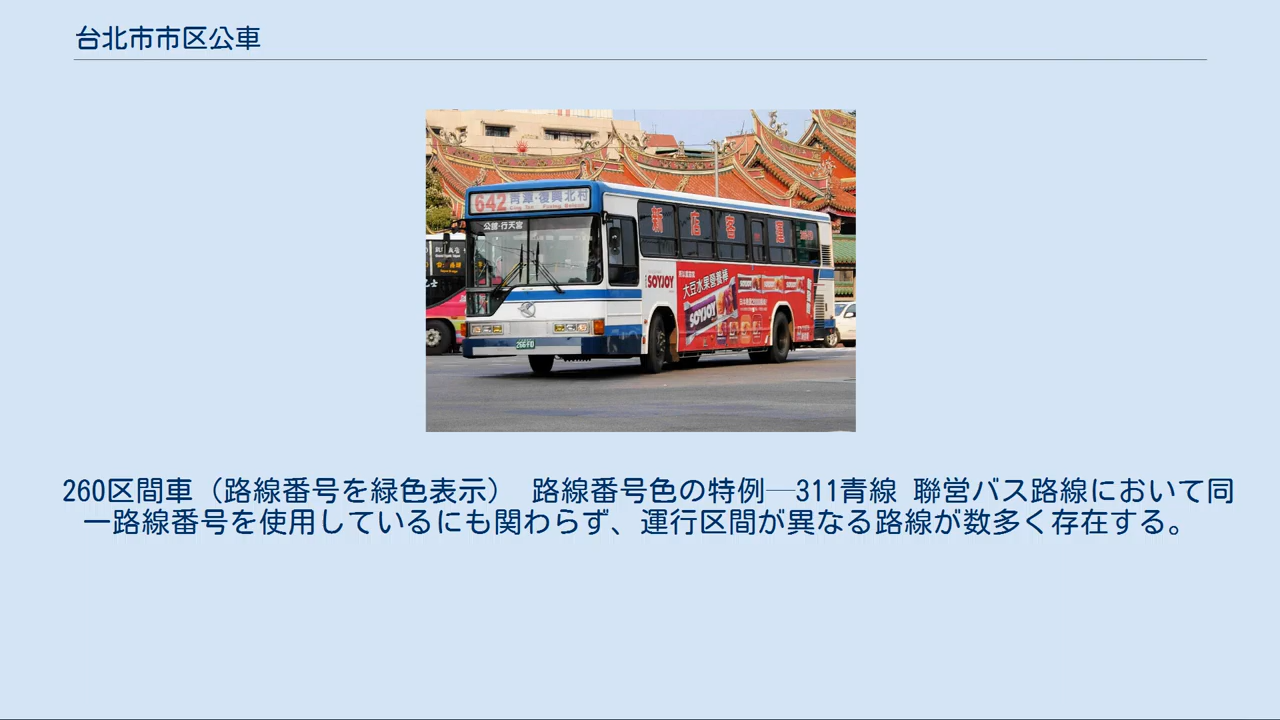 台北市市区公車
642 青潭-復興北村
公館·行天宮
新店客運
SOYJOY
大豆水果營養棒
SOYJOY
260区間車（路線番号を緑色表示） 路線番号色の特例─311青線 聯営バス路線において同
一路線番号を使用しているにも関わらず、運行区間が異なる路線が数多く存在する。